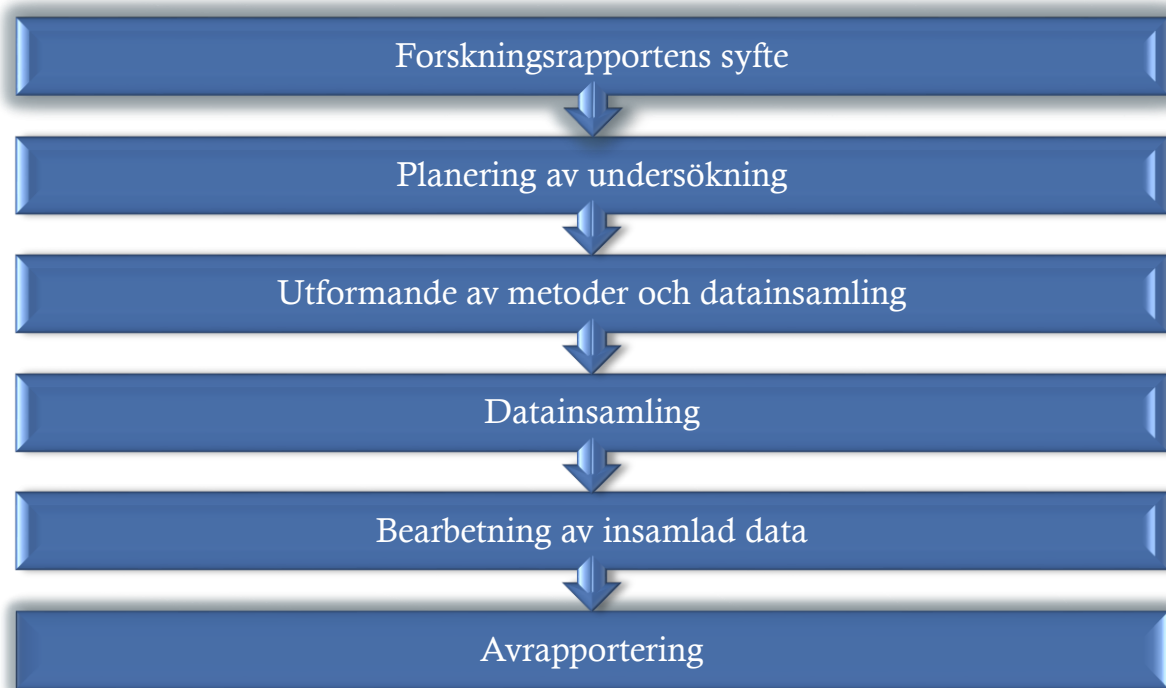 Forskningsrapportens syfte
Planering av undersökning
Utformande av metoder och datainsamling
Datainsamling
Bearbetning av insamlad data
Avrapportering